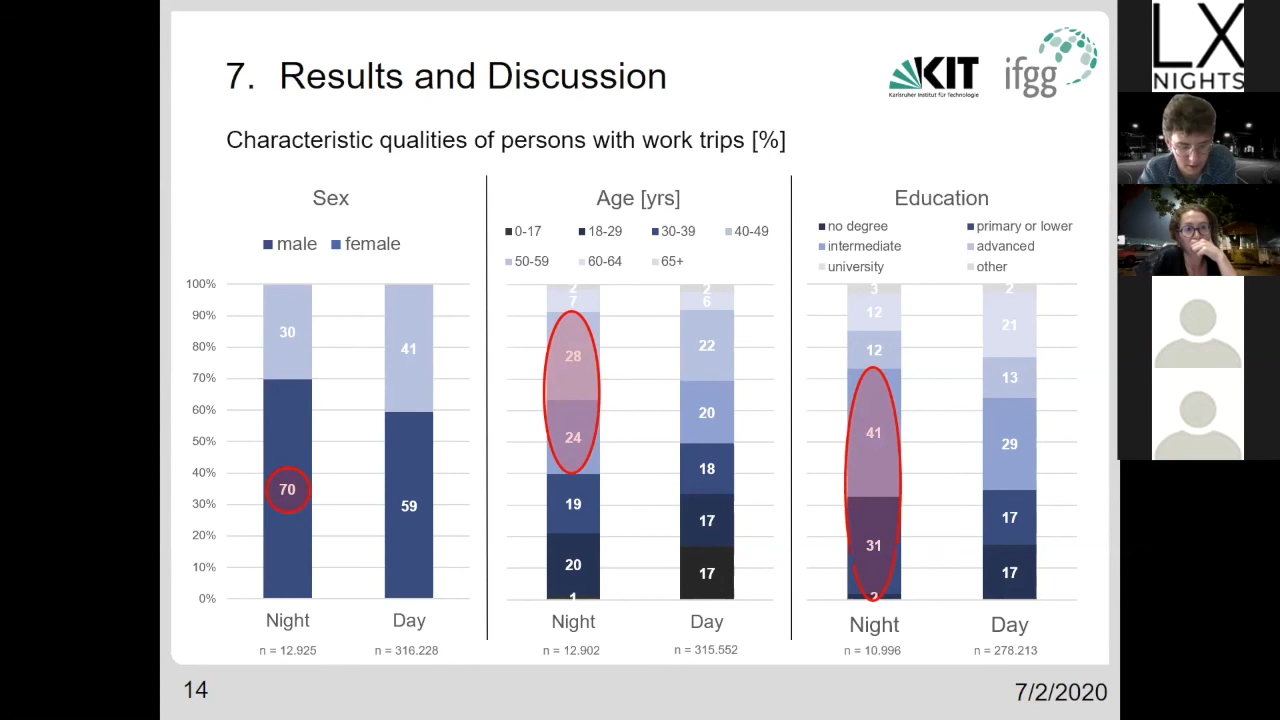 7. Results and Discussion
KIT
Karlsruher Institut für Technologie
ifgg
LX
NIGHTS
Characteristic qualities of persons with work trips [%]
Sex
male female
100%
90%
80%
70%
60%
50%
40%
30%
20%
10%
0%
30
70
41
59
Night
Day
n = 12.925
n = 316.228
Age [yrs]
0-17 18-29 30-39 40-49
50-59 60-64 65+
2
7
28
24
19
20
1
2
6
22
20
18
17
17
Night
Day
n = 12.902
n = 315.552
Education
no degree primary or lower
intermediate advanced
university other
3
12
12
41
31
2
2
21
13
29
17
17
Night
Day
n = 10.996
n = 278.213
14
7/2/2020